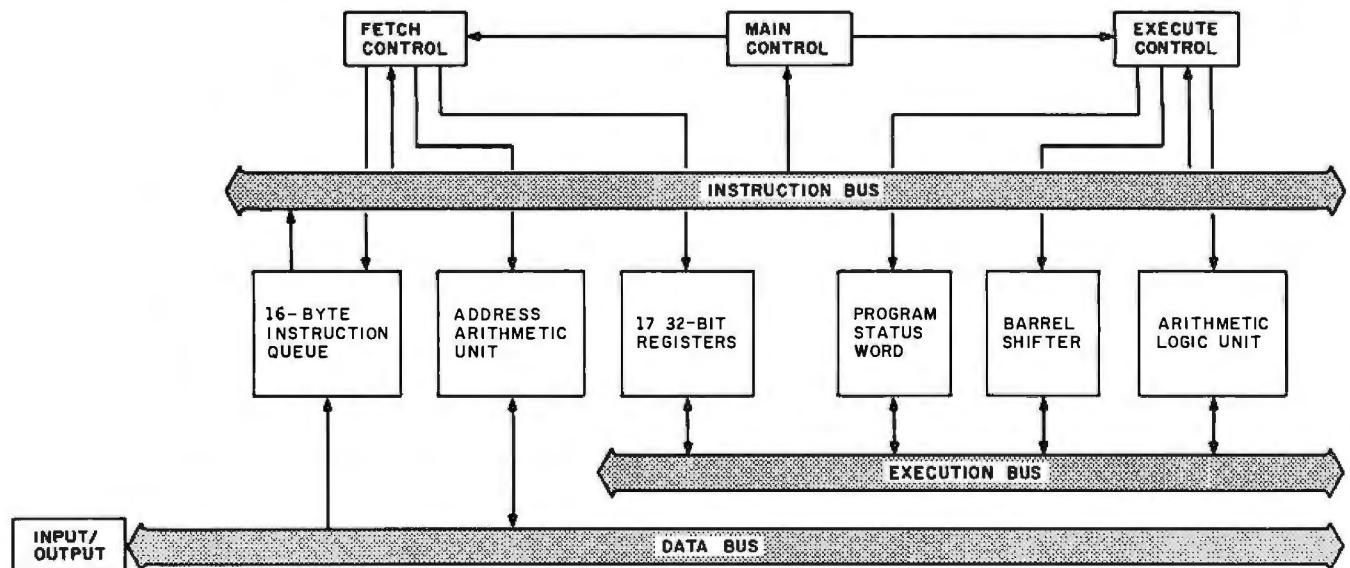 FETCH
CONTROL
MAIN
CONTROL
EXECUTE
CONTROL
INSTRUCTION BUS
16-BYTE
INSTRUCTION
QUEUE
ADDRESS
ARITHMETIC
UNIT
17 32-BIT
REGISTERS
PROGRAM
STATUS
WORD
BARREL
SHIFTER
ARITHMETIC
LOGIC UNIT
EXECUTION BUS
INPUT/
OUTPUT
DATA BUS